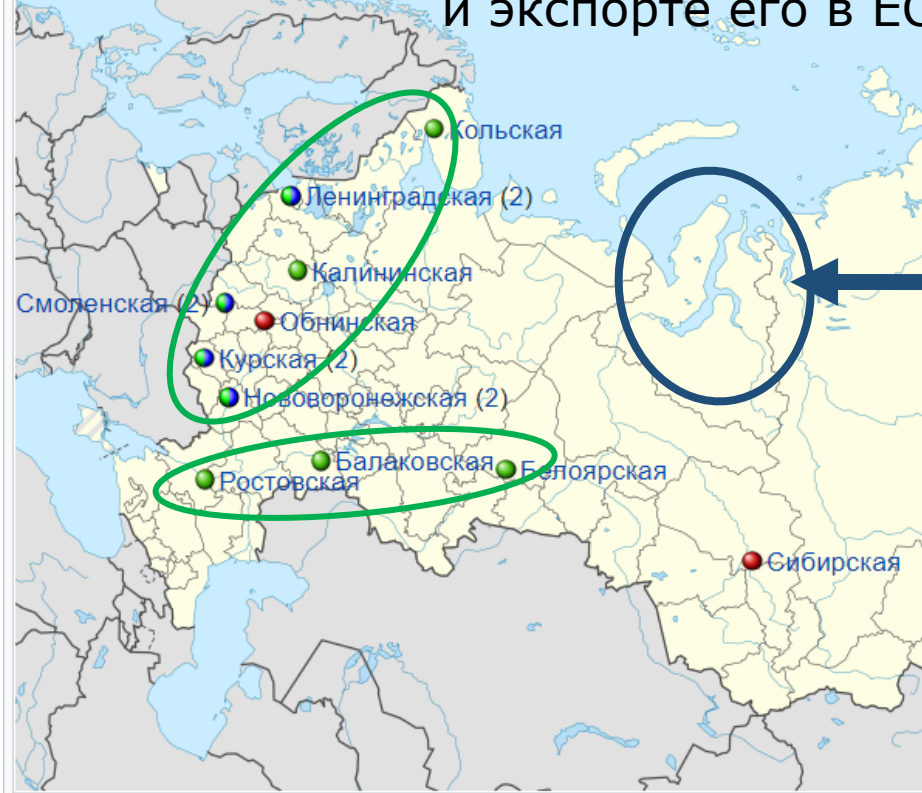 и экспорте его в ЕС
Кольская
Ленинградская (2)
Калининская
Смоленская (2)
Обнинская
Курская (2)
Нововоронежская (2)
Балаковская
Белоярская
Ростовская
Сибирская